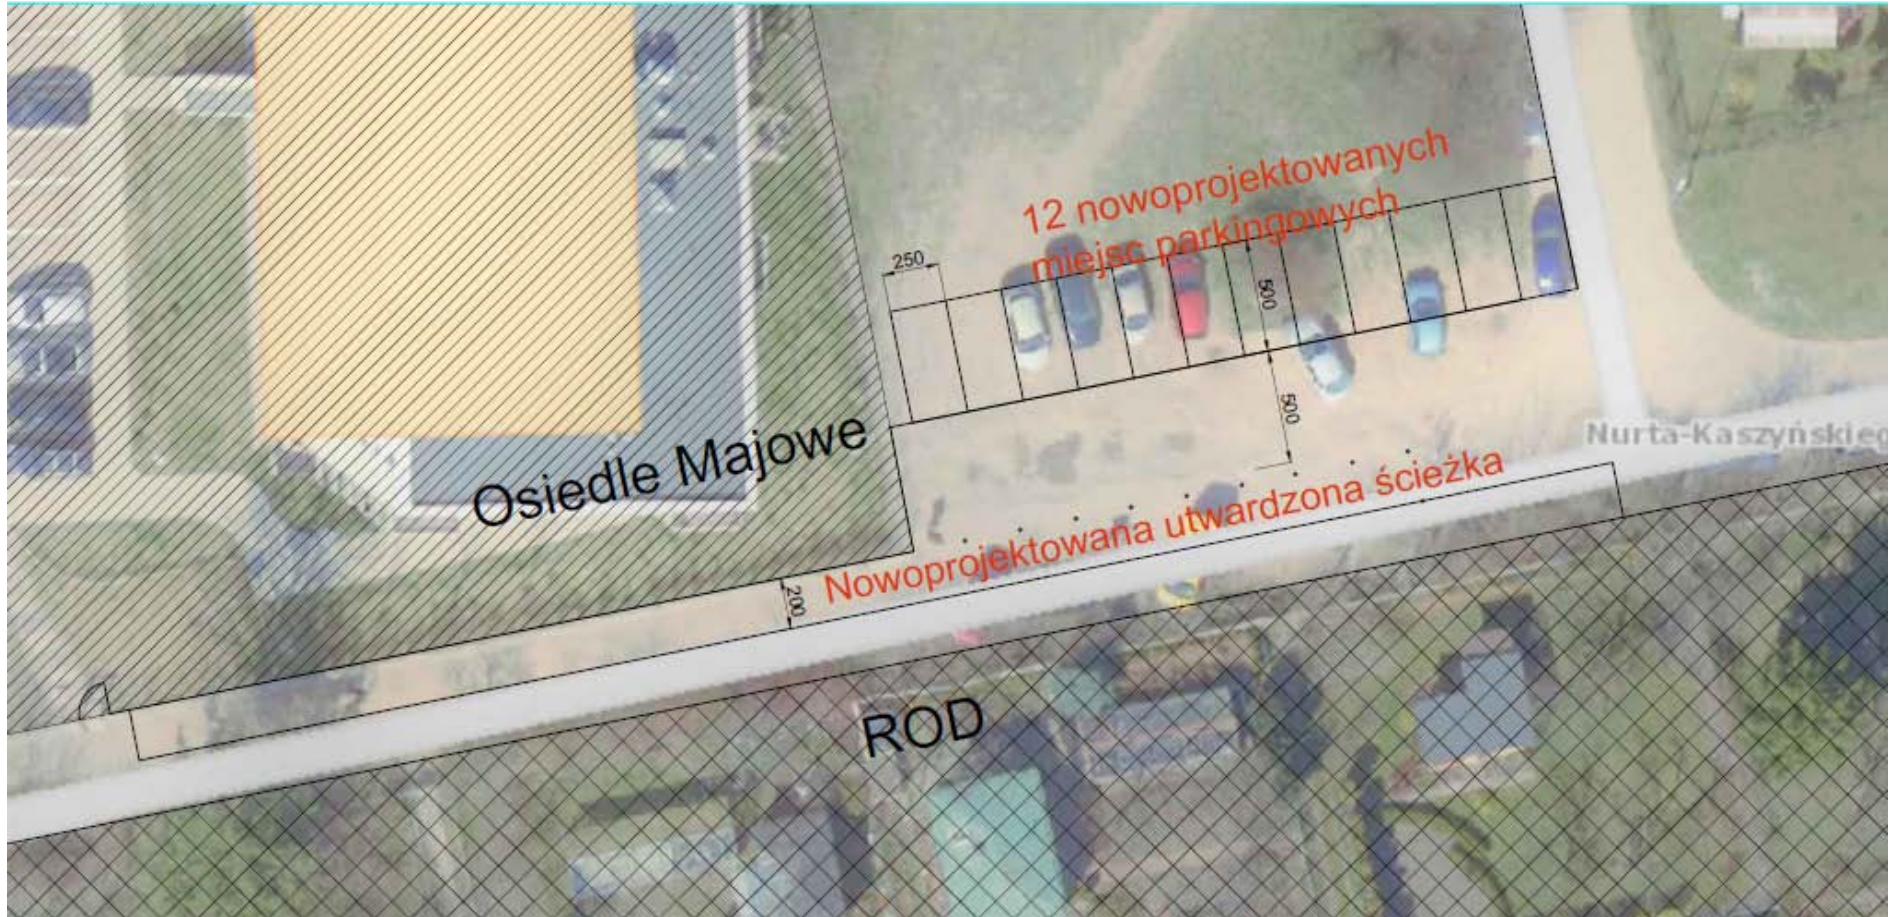 12 nowoprojektowanych
miejsc parkingowych
250
500
500
Nurta-Kaszyńskieg
Osiedle Majowe
Nowoprojektowana utwardzona ścieżka
200
ROD